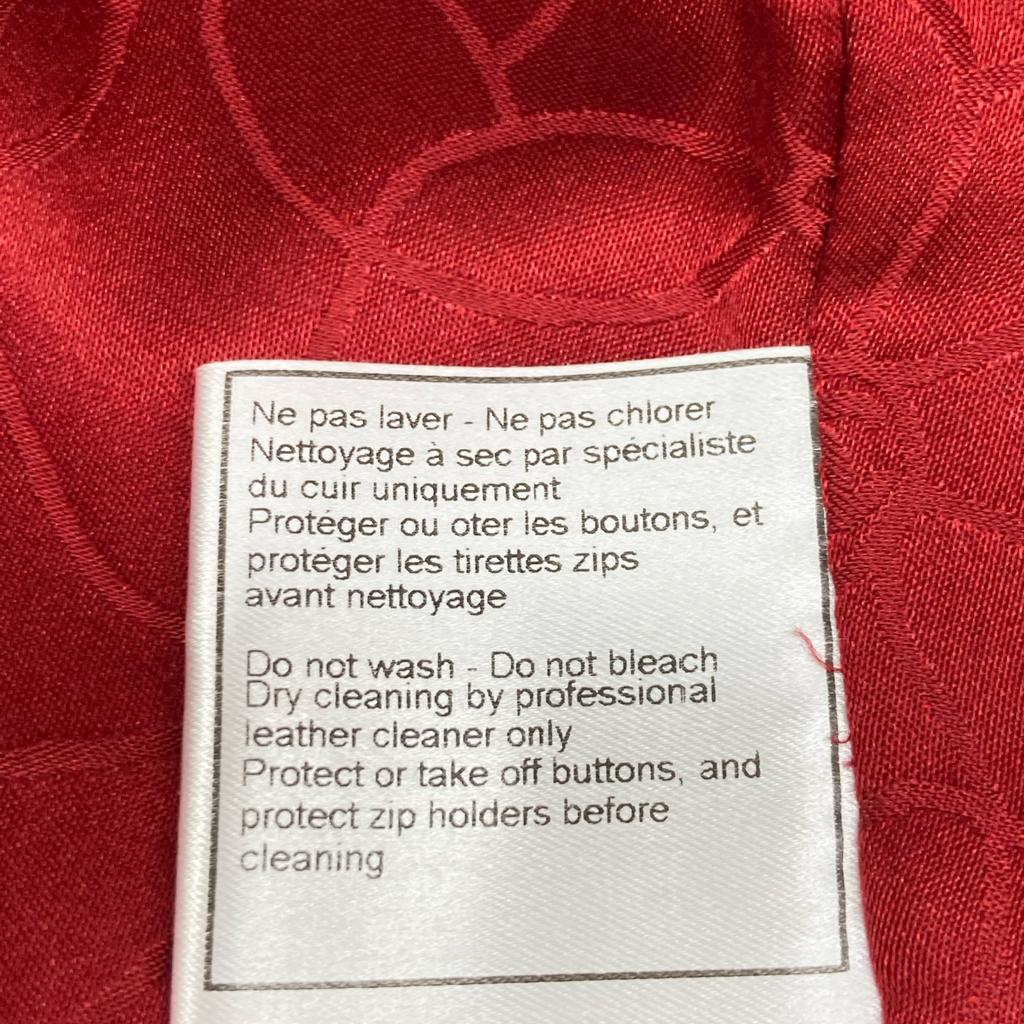 Ne pas laver - Ne pas chlorer
Nettoyage à sec par spécialiste
du cuir uniquement
Protéger ou oter les boutons, et
protéger les tirettes zips
avant nettoyage
Do not wash - Do not bleach
Dry cleaning by professional
leather cleaner only
Protect or take off buttons, and
protect zip holders before
cleaning